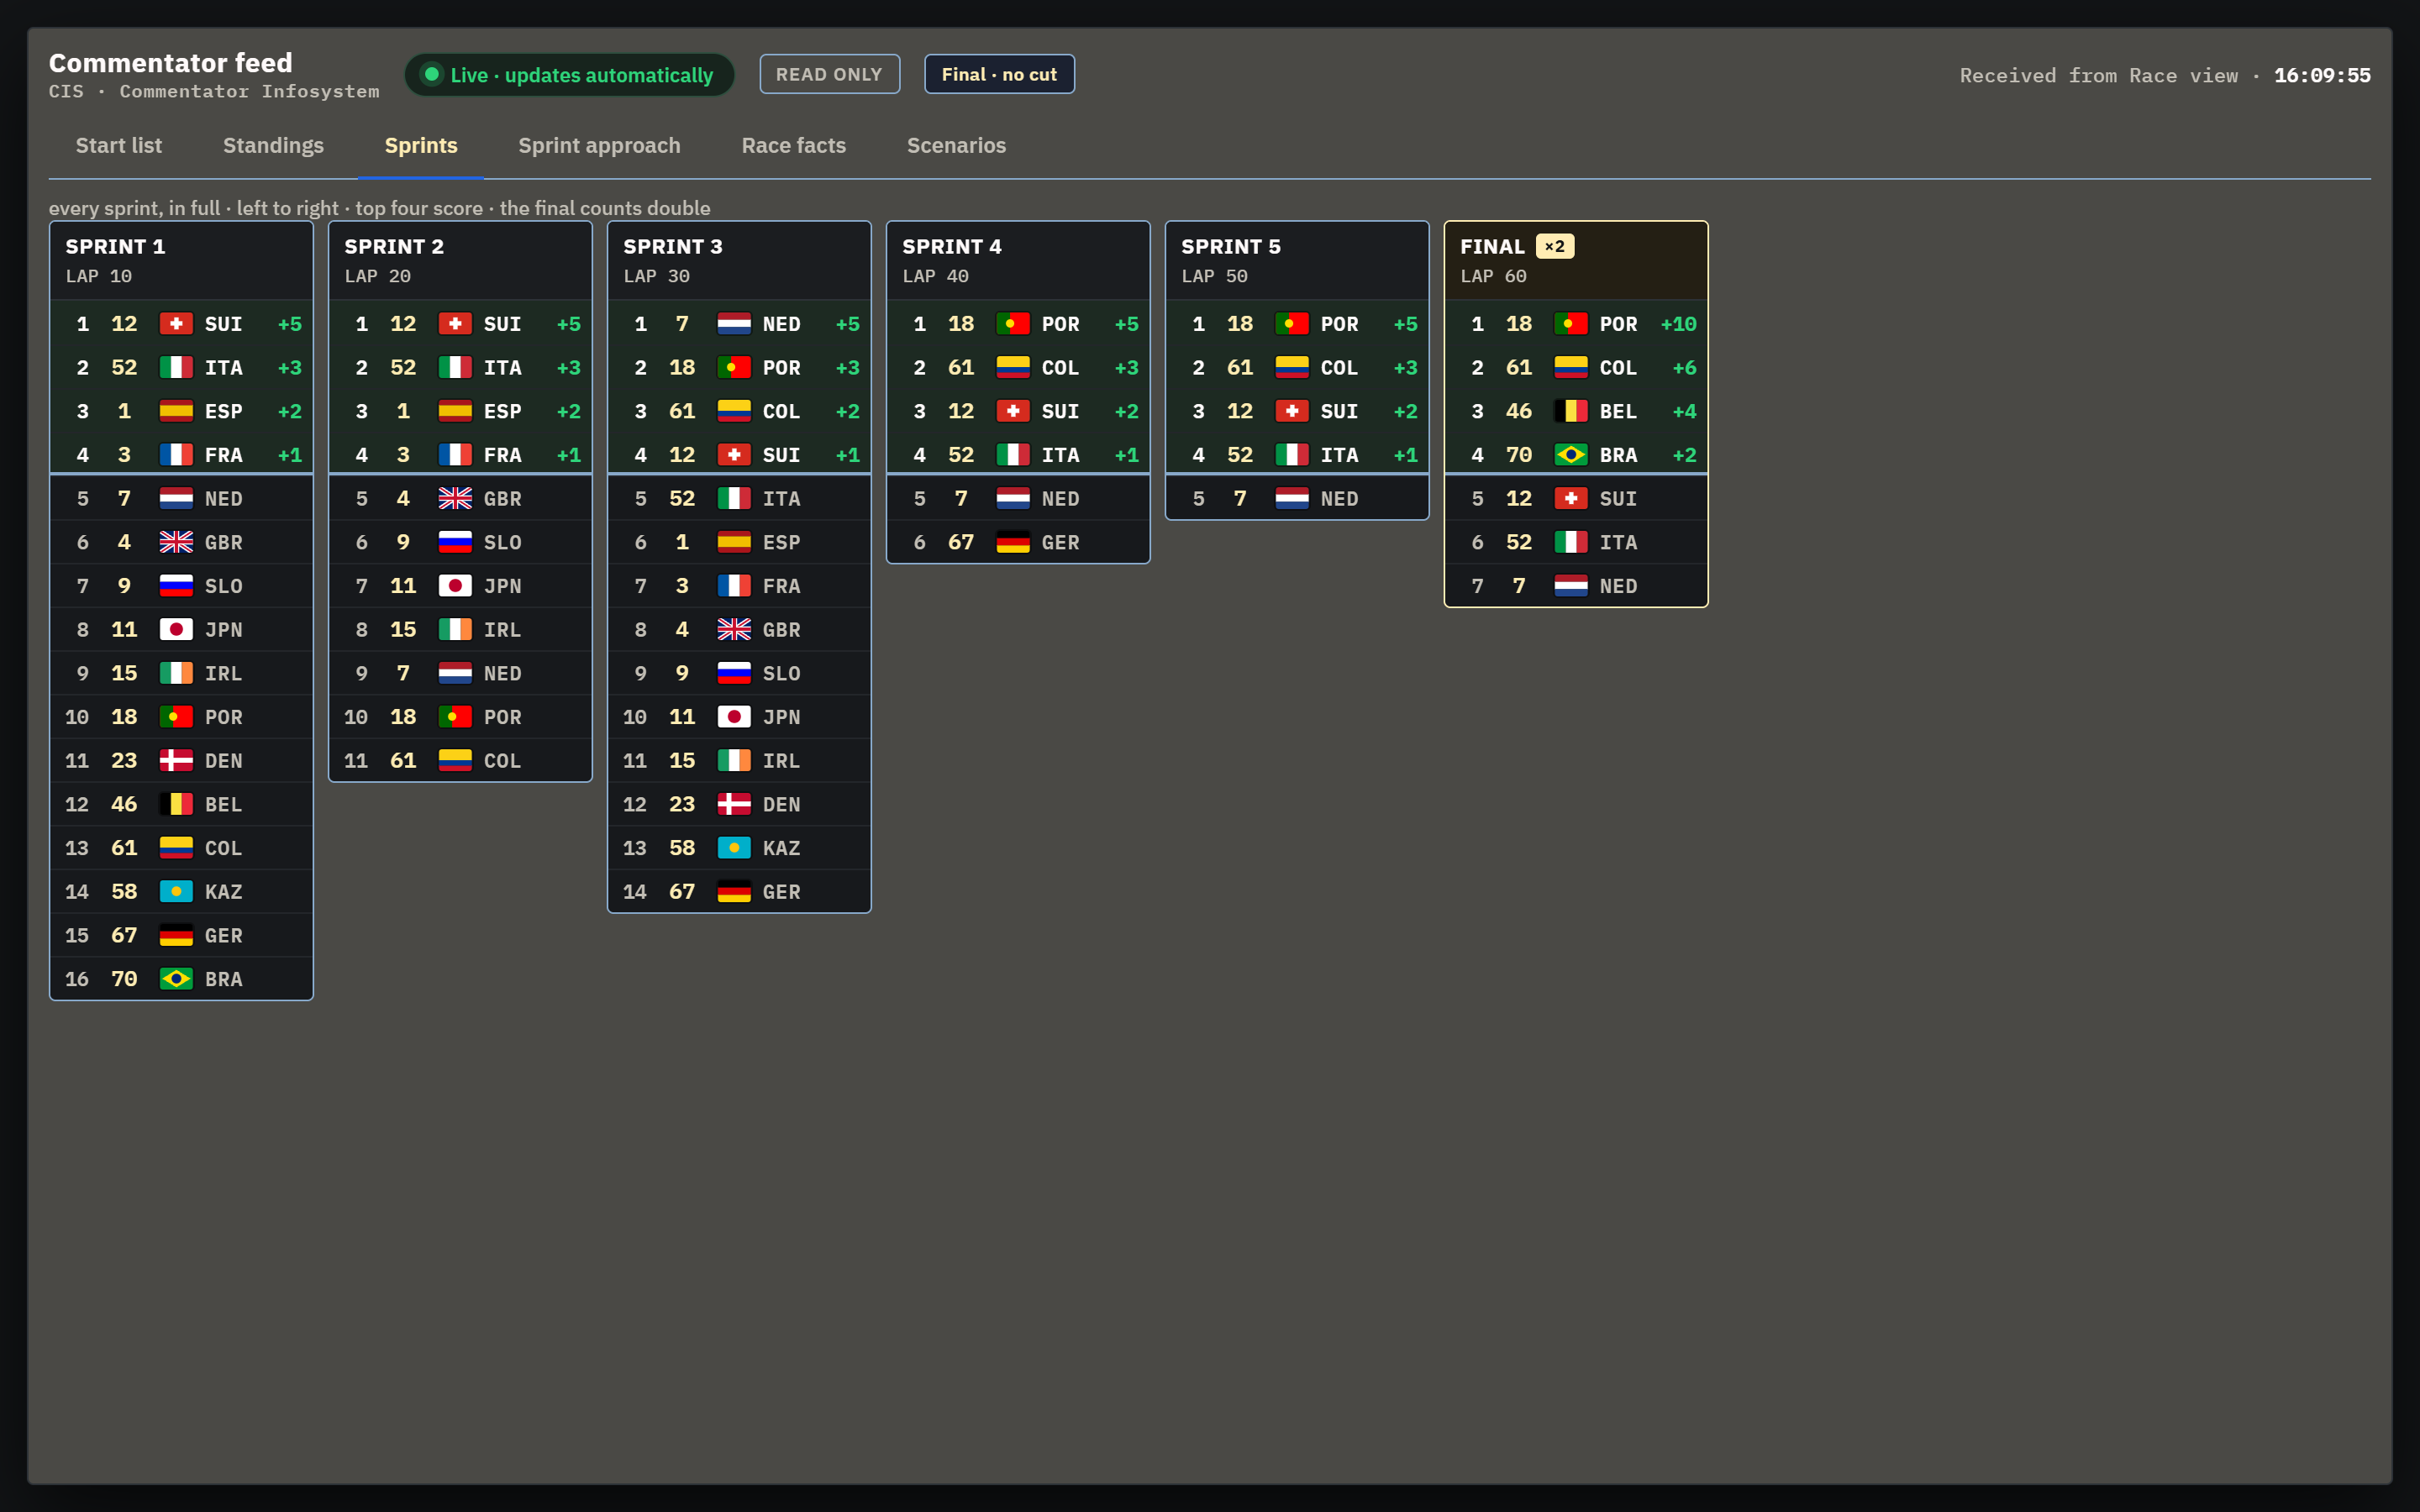 Commentator feed
CIS · Commentator Infosystem
Live · updates automatically
READ ONLY
Final · no cut
Received from Race view · 16:09:55
Start list
Standings
Sprints
Sprint approach
Race facts
Scenarios
every sprint, in full · left to right · top four score · the final counts double
SPRINT 1
LAP 10
1 12 SUI +5
2 52 ITA +3
3 1 ESP +2
4 3 FRA +1
5 7 NED
6 4 GBR
7 9 SLO
8 11 JPN
9 15 IRL
10 18 POR
11 23 DEN
12 46 BEL
13 61 COL
14 58 KAZ
15 67 GER
16 70 BRA
SPRINT 2
LAP 20
1 12 SUI +5
2 52 ITA +3
3 1 ESP +2
4 3 FRA +1
5 4 GBR
6 9 SLO
7 11 JPN
8 15 IRL
9 7 NED
10 18 POR
11 61 COL
SPRINT 3
LAP 30
1 7 NED +5
2 18 POR +3
3 61 COL +2
4 12 SUI +1
5 52 ITA
6 1 ESP
7 3 FRA
8 4 GBR
9 9 SLO
10 11 JPN
11 15 IRL
12 23 DEN
13 58 KAZ
14 67 GER
SPRINT 4
LAP 40
1 18 POR +5
2 61 COL +3
3 12 SUI +2
4 52 ITA +1
5 7 NED
6 67 GER
SPRINT 5
LAP 50
1 18 POR +5
2 61 COL +3
3 12 SUI +2
4 52 ITA +1
5 7 NED
FINAL ×2
LAP 60
1 18 POR +10
2 61 COL +6
3 46 BEL +4
4 70 BRA +2
5 12 SUI
6 52 ITA
7 7 NED